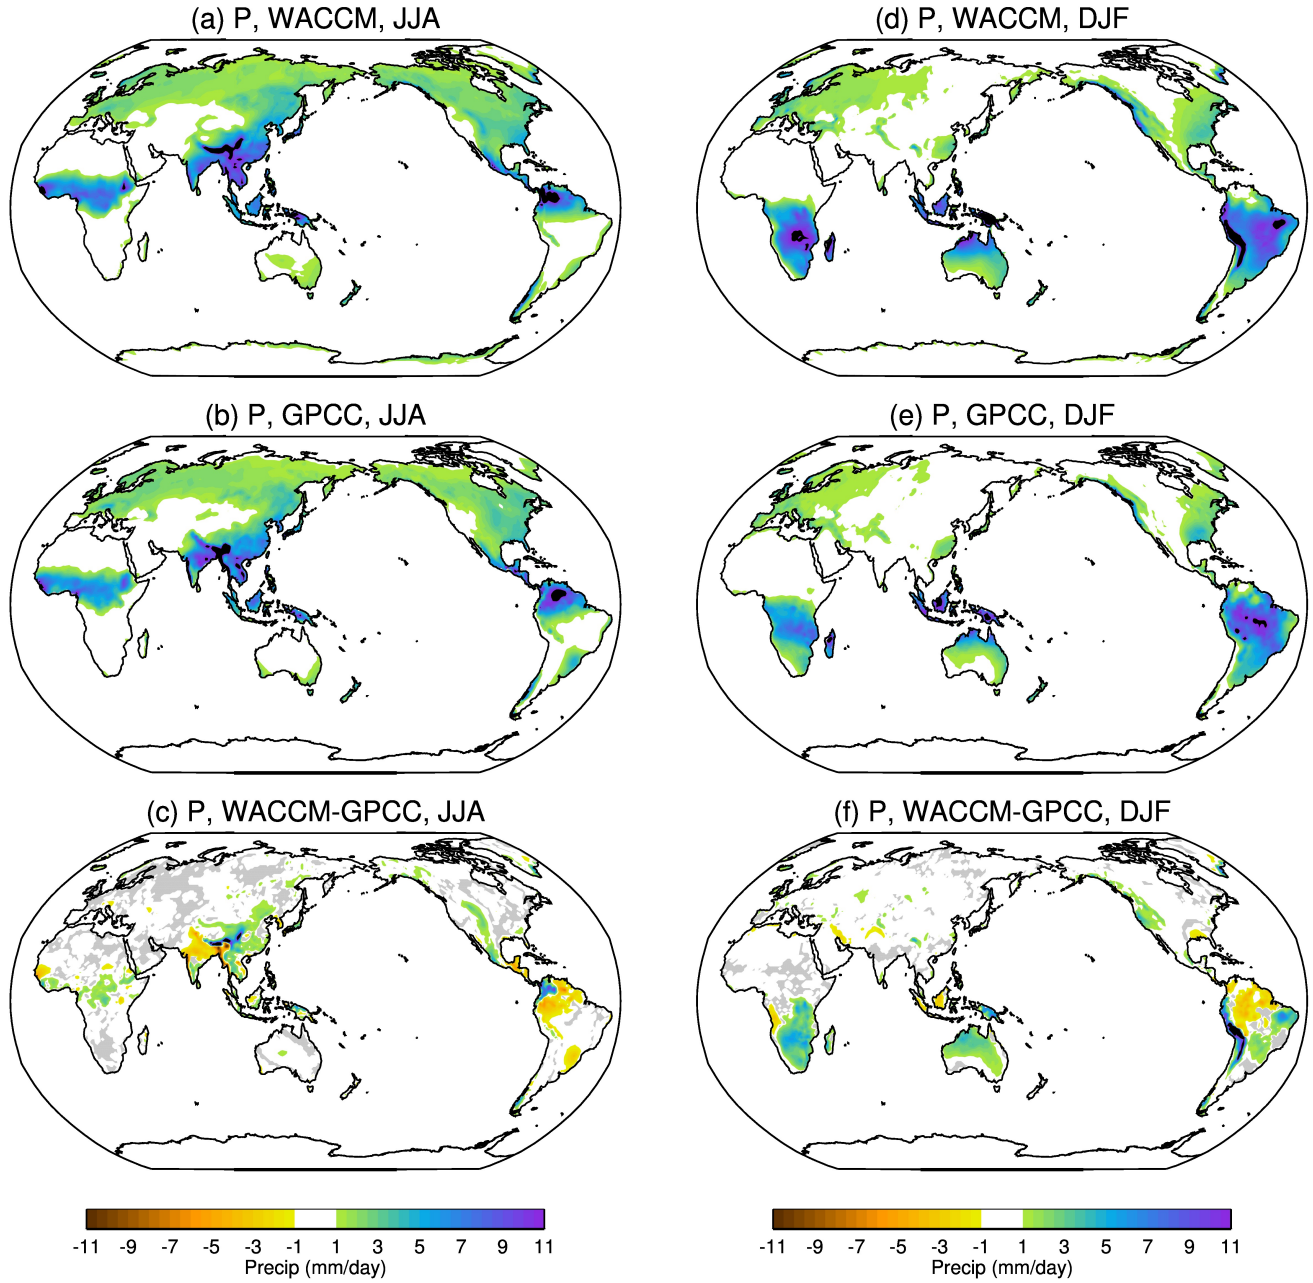 (a) P, WACCM, JJA
(d) P, WACCM, DJF
(b) P, GPCC, JJA
(e) P, GPCC, DJF
(c) P, WACCM-GPCC, JJA
(f) P, WACCM-GPCC, DJF
-11 -9 -7 -5 -3 -1 1 3 5 7 9 11
Precip (mm/day)
-11 -9 -7 -5 -3 -1 1 3 5 7 9 11
Precip (mm/day)